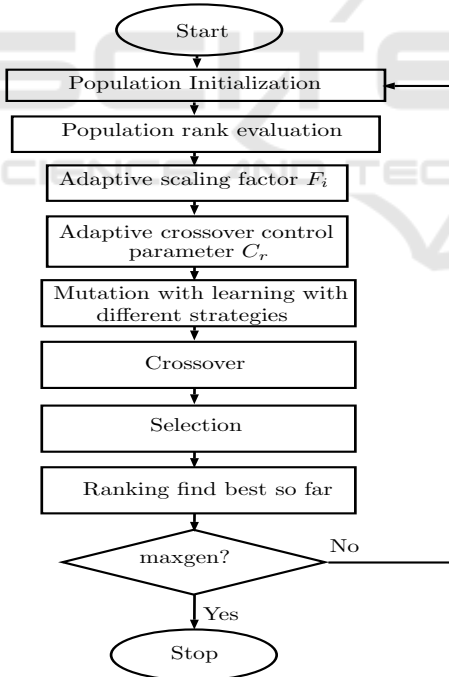 Start
Population Initialization
Population rank evaluation
Adaptive scaling factor F_i
Adaptive crossover control
parameter C_r
Mutation with learning with
different strategies
Crossover
Selection
Ranking find best so far
maxgen?
No
Yes
Stop